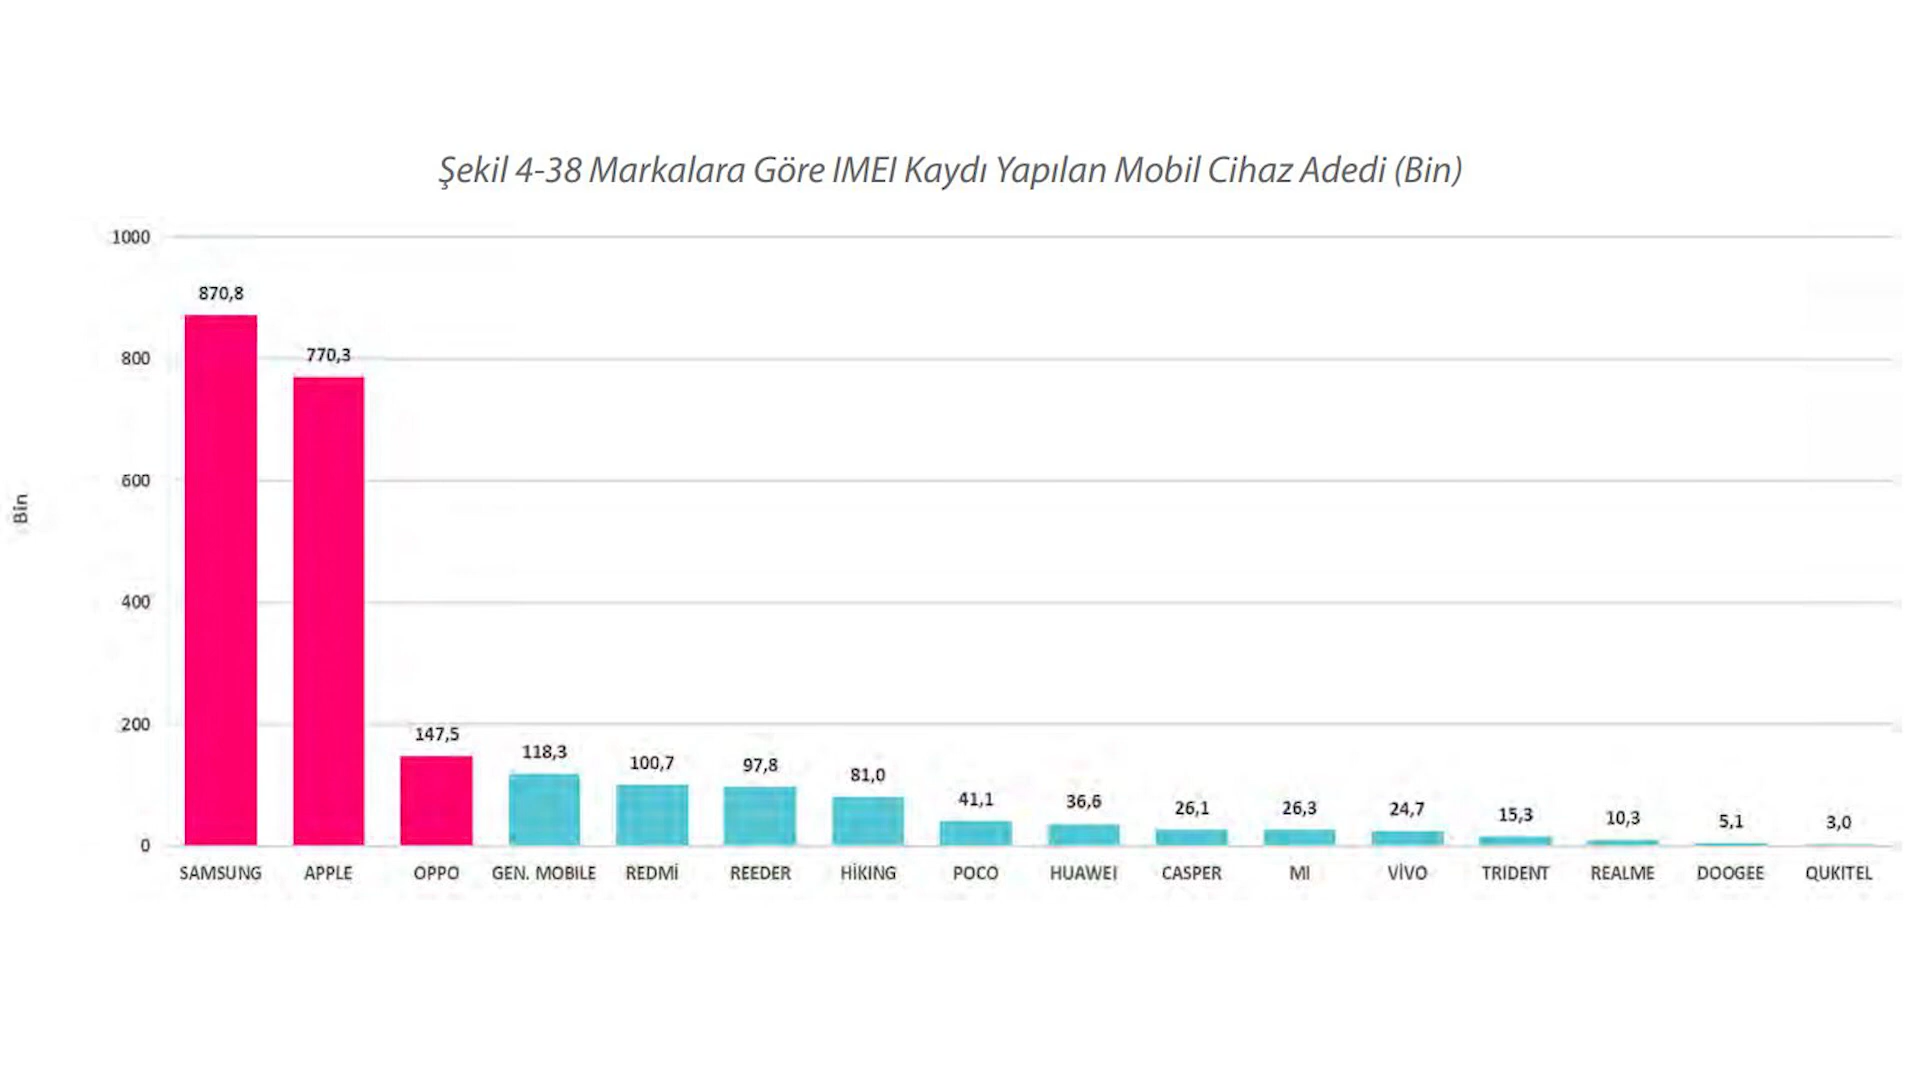 Şekil 4-38 Markalara Göre IMEI Kaydı Yapılan Mobil Cihaz Adedi (Bin)
1000
800
600
400
200
0
Bin
870,8
770,3
147,5
118,3
100,7
97,8
81,0
41,1
36,6
26,1
26,3
24,7
15,3
10,3
5,1
3,0
SAMSUNG
APPLE
OPPO
GEN. MOBILE
REDMİ
REEDER
HİKING
POCO
HUAWEI
CASPER
MI
VİVO
TRIDENT
REALME
DOOGEE
QUKITEL